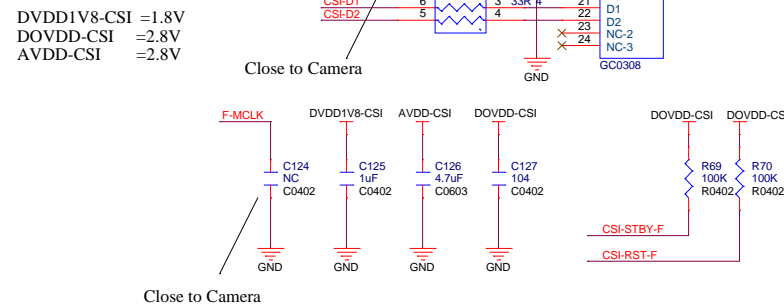 CSI-D1 6 3 33R*4 21 D1
CSI-D2 5 4 22 D2
23 NC-2
24 NC-3
GC0308
DVDD1V8-CSI =1.8V
DOVDD-CSI =2.8V
AVDD-CSI =2.8V
Close to Camera
GND
F-MCLK
DVDD1V8-CSI AVDD-CSI DOVDD-CSI DOVDD-CSI DOVDD-CS
C124 C125 C126 C127 R69 R70
NC 1uF 4.7uF 104 100K 100K
C0402 C0402 C0603 C0402 R0402 R0402
CSI-STBY-F
CSI-RST-F
GND GND GND GND
Close to Camera